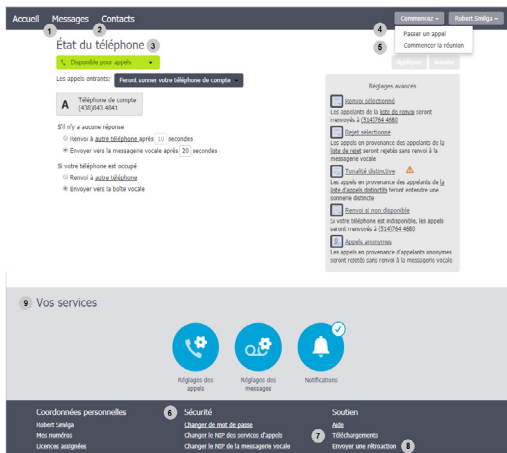 Accueil Messages Contacts
Commencez
Robert Smilga
1
2
4
Passer un appel
5
Commencer la réunion
État du téléphone 3
Disponible pour appels
Appliquer Annuler
Les appels entrants: Feront sonner votre téléphone de compte
A Téléphone de compte
(438)843 4841
S'il n'y a aucune réponse
Renvoi à autre téléphone après 10 secondes
Envoyer vers la messagerie vocale après 20 secondes
Si votre téléphone est occupé
Renvoi à autre téléphone
Envoyer vers la boîte vocale
Réglages avancés
Renvoi sélectionné
Les appelants de la liste de renvoi seront
renvoyés à (514)764 4680
Rejet sélectionné
Les appels en provenance des appelants de la
liste de rejet seront rejetés sans renvoi à la
messagerie vocale
Tonalité distinctive
Les appels en provenance des appelants de la
liste d'appels distinctifs feront entendre une
sonnerie distincte
Renvoi si non disponible
Si votre téléphone est indisponible, les appels
seront renvoyés à (514)764 4680
Appels anonymes
Les appels en provenance d'appelants anonymes
seront rejetés sans renvoi à la messagerie vocale
9 Vos services
Réglages des
appels
Réglages des
messages
Notifications
Coordonnées personnelles
Robert Smilga
Mes numéros
Licences assignées
6 Sécurité
Changer de mot de passe
Changer le NIP des services d'appels
Changer le NIP de la messagerie vocale
Soutien
Aide
7 Téléchargements
Envoyer une rétroaction 8